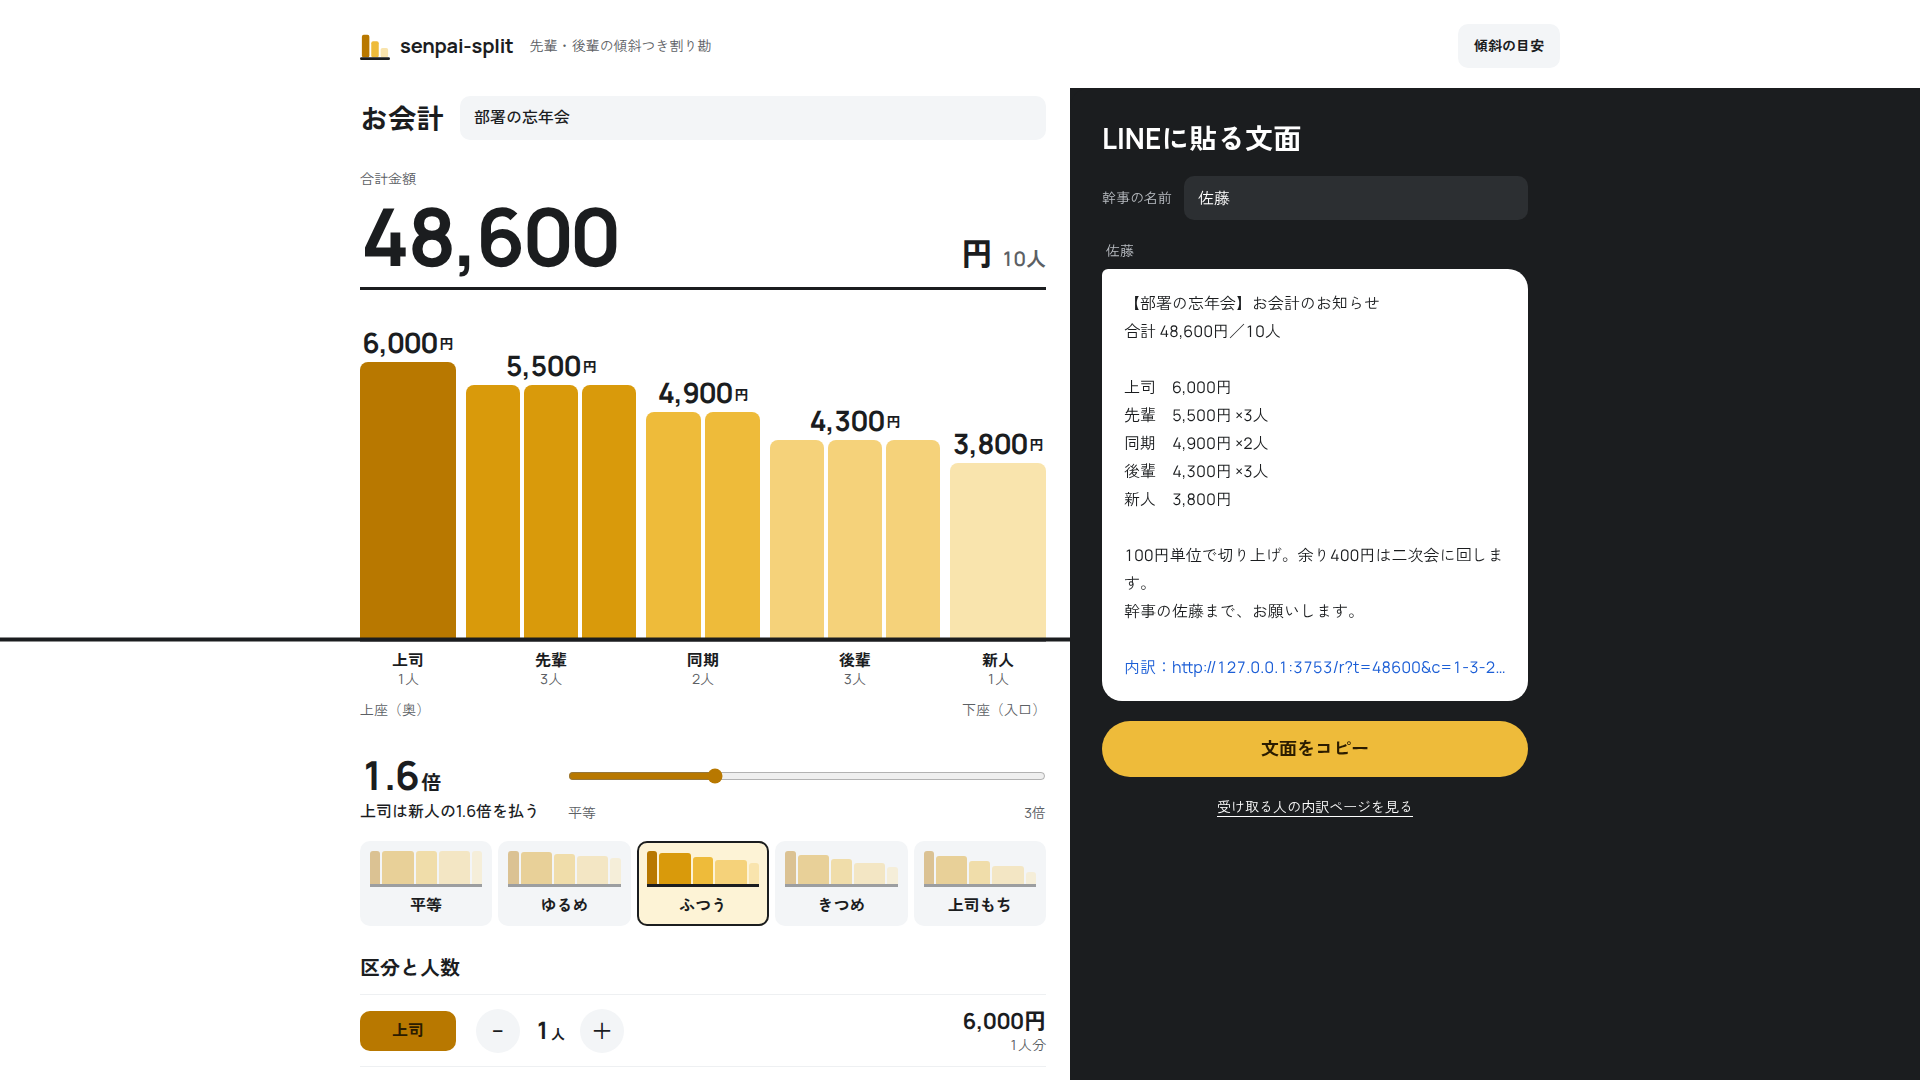 senpai-split 先輩・後輩の傾斜つき割り勘
傾斜の目安
お会計
部署の忘年会
合計金額
48,600
円 10人
6,000円
5,500円
4,900円
4,300円
3,800円
上司
1人
先輩
3人
同期
2人
後輩
3人
新人
1人
上座（奥）
下座（入口）
1.6倍
上司は新人の1.6倍を払う
平等
3倍
平等
ゆるめ
ふつう
きつめ
上司もち
区分と人数
上司
− 1人 +
6,000円
1人分
LINEに貼る文面
幹事の名前
佐藤
佐藤
【部署の忘年会】お会計のお知らせ
合計 48,600円／10人
上司　6,000円
先輩　5,500円 ×3人
同期　4,900円 ×2人
後輩　4,300円 ×3人
新人　3,800円
100円単位で切り上げ。余り400円は二次会に回しま
す。
幹事の佐藤まで、お願いします。
内訳：http://127.0.0.1:3753/r?t=48600&c=1-3-2...
文面をコピー
受け取る人の内訳ページを見る